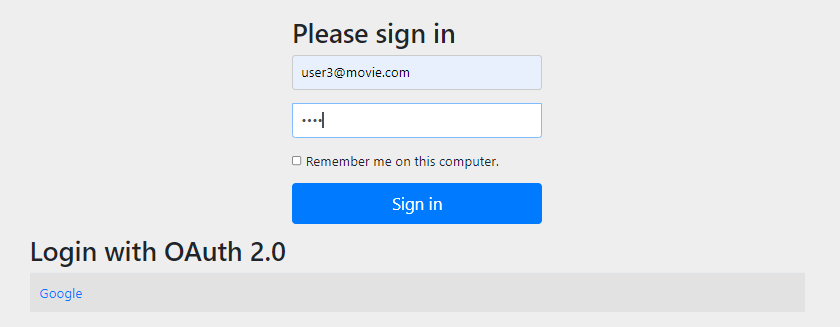 Please sign in
user3@movie.com
••••
Remember me on this computer.
Sign in
Login with OAuth 2.0
Google